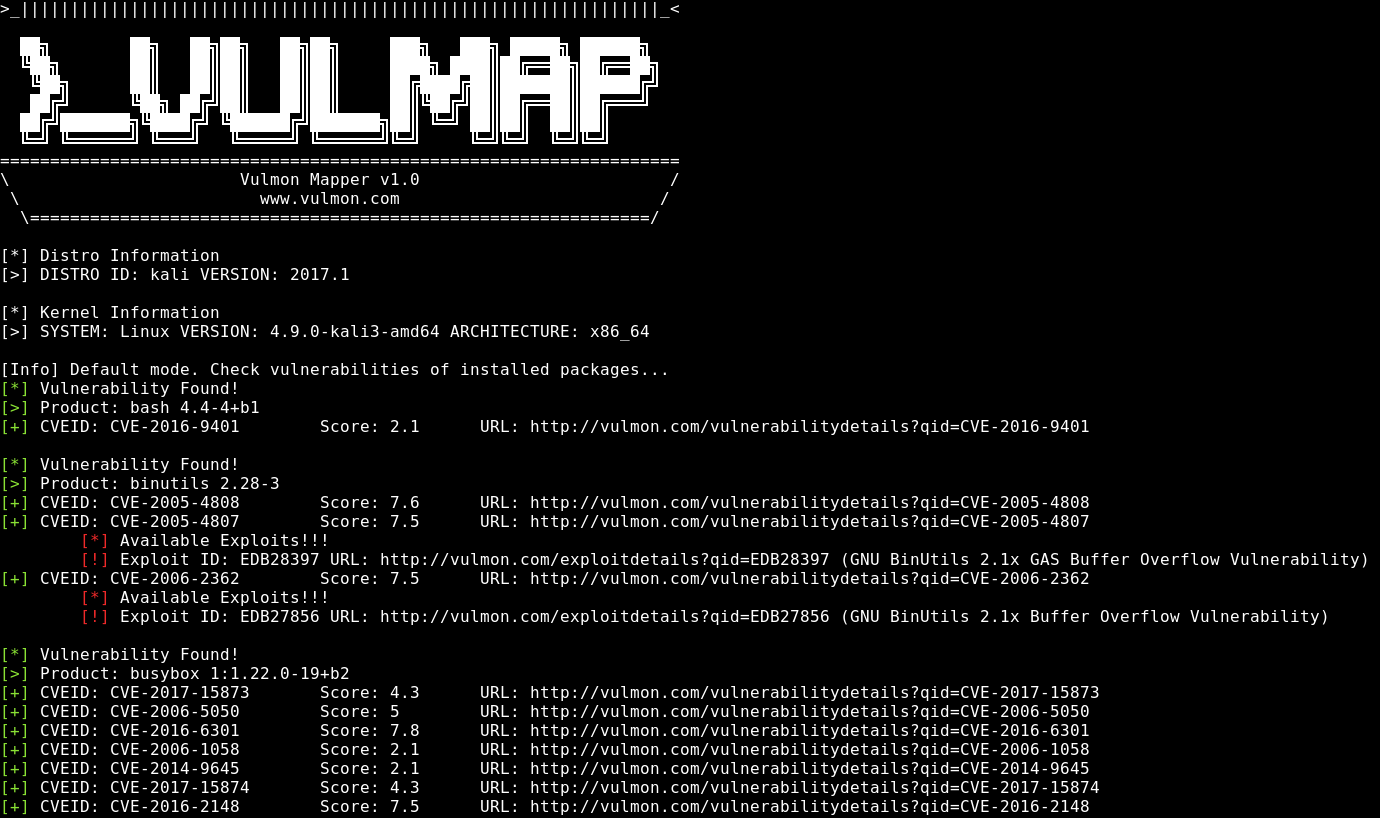 >_||||||||||||||||||||||||||||||||||||||||||||||||||||||||||||||||_<
>_VULMAP
====================================================================
\                       Vulmon Mapper v1.0                         /
 \                        www.vulmon.com                          /
  \==============================================================/
[*] Distro Information
[>] DISTRO ID: kali VERSION: 2017.1
[*] Kernel Information
[>] SYSTEM: Linux VERSION: 4.9.0-kali3-amd64 ARCHITECTURE: x86_64
[Info] Default mode. Check vulnerabilities of installed packages...
[*] Vulnerability Found!
[>] Product: bash 4.4-4+b1
[+] CVEID: CVE-2016-9401        Score: 2.1      URL: http://vulmon.com/vulnerabilitydetails?qid=CVE-2016-9401
[*] Vulnerability Found!
[>] Product: binutils 2.28-3
[+] CVEID: CVE-2005-4808        Score: 7.6      URL: http://vulmon.com/vulnerabilitydetails?qid=CVE-2005-4808
[+] CVEID: CVE-2005-4807        Score: 7.5      URL: http://vulmon.com/vulnerabilitydetails?qid=CVE-2005-4807
        [*] Available Exploits!!!
        [!] Exploit ID: EDB28397 URL: http://vulmon.com/exploitdetails?qid=EDB28397 (GNU BinUtils 2.1x GAS Buffer Overflow Vulnerability)
[+] CVEID: CVE-2006-2362        Score: 7.5      URL: http://vulmon.com/vulnerabilitydetails?qid=CVE-2006-2362
        [*] Available Exploits!!!
        [!] Exploit ID: EDB27856 URL: http://vulmon.com/exploitdetails?qid=EDB27856 (GNU BinUtils 2.1x Buffer Overflow Vulnerability)
[*] Vulnerability Found!
[>] Product: busybox 1:1.22.0-19+b2
[+] CVEID: CVE-2017-15873       Score: 4.3      URL: http://vulmon.com/vulnerabilitydetails?qid=CVE-2017-15873
[+] CVEID: CVE-2006-5050        Score: 5        URL: http://vulmon.com/vulnerabilitydetails?qid=CVE-2006-5050
[+] CVEID: CVE-2016-6301        Score: 7.8      URL: http://vulmon.com/vulnerabilitydetails?qid=CVE-2016-6301
[+] CVEID: CVE-2006-1058        Score: 2.1      URL: http://vulmon.com/vulnerabilitydetails?qid=CVE-2006-1058
[+] CVEID: CVE-2014-9645        Score: 2.1      URL: http://vulmon.com/vulnerabilitydetails?qid=CVE-2014-9645
[+] CVEID: CVE-2017-15874       Score: 4.3      URL: http://vulmon.com/vulnerabilitydetails?qid=CVE-2017-15874
[+] CVEID: CVE-2016-2148        Score: 7.5      URL: http://vulmon.com/vulnerabilitydetails?qid=CVE-2016-2148